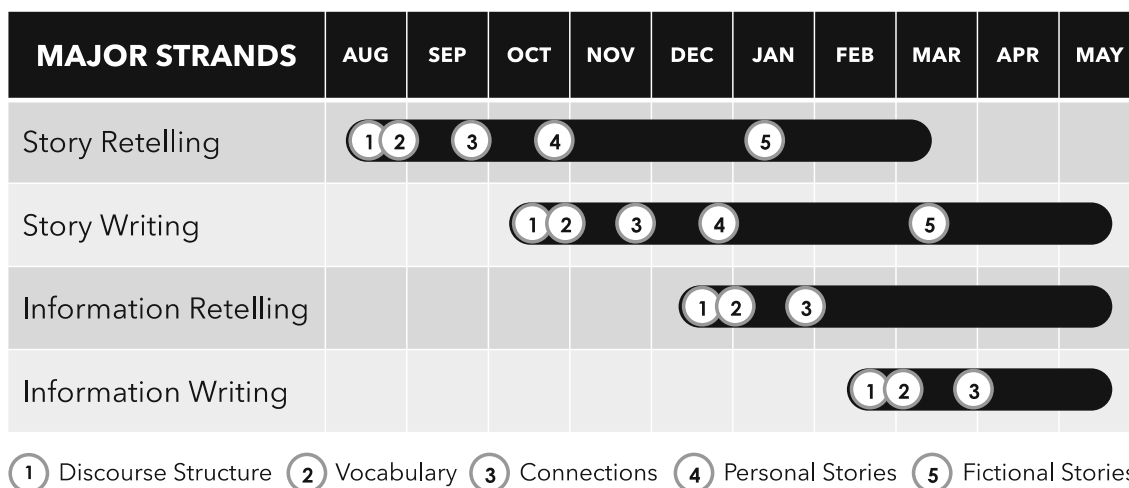 MAJOR STRANDS AUG SEP OCT NOV DEC JAN FEB MAR APR MAY
Story Retelling 1 2 3 4 5
Story Writing 1 2 3 4 5
Information Retelling 1 2 3
Information Writing 1 2 3
1 Discourse Structure 2 Vocabulary 3 Connections 4 Personal Stories 5 Fictional Stories